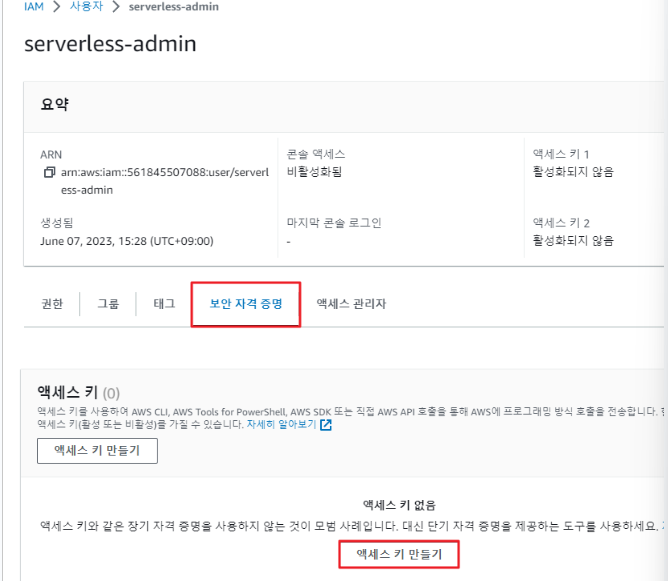 IAM > 사용자 > serverless-admin
serverless-admin
요약
ARN
arn:aws:iam::561845507088:user/serverl
ess-admin
콘솔 액세스
비활성화됨
액세스 키 1
활성화되지 않음
생성됨
June 07, 2023, 15:28 (UTC+09:00)
마지막 콘솔 로그인
-
액세스 키 2
활성화되지 않음
권한 그룹 태그 보안 자격 증명 액세스 관리자
액세스 키 (0)
액세스 키를 사용하여 AWS CLI, AWS Tools for PowerShell, AWS SDK 또는 직접 AWS API 호출을 통해 AWS에 프로그래밍 방식 호출을 전송합니다.
액세스 키(활성 또는 비활성)를 가질 수 있습니다. 자세히 알아보기
액세스 키 만들기
액세스 키 없음
액세스 키와 같은 장기 자격 증명을 사용하지 않는 것이 모범 사례입니다. 대신 단기 자격 증명을 제공하는 도구를 사용하세요.
액세스 키 만들기